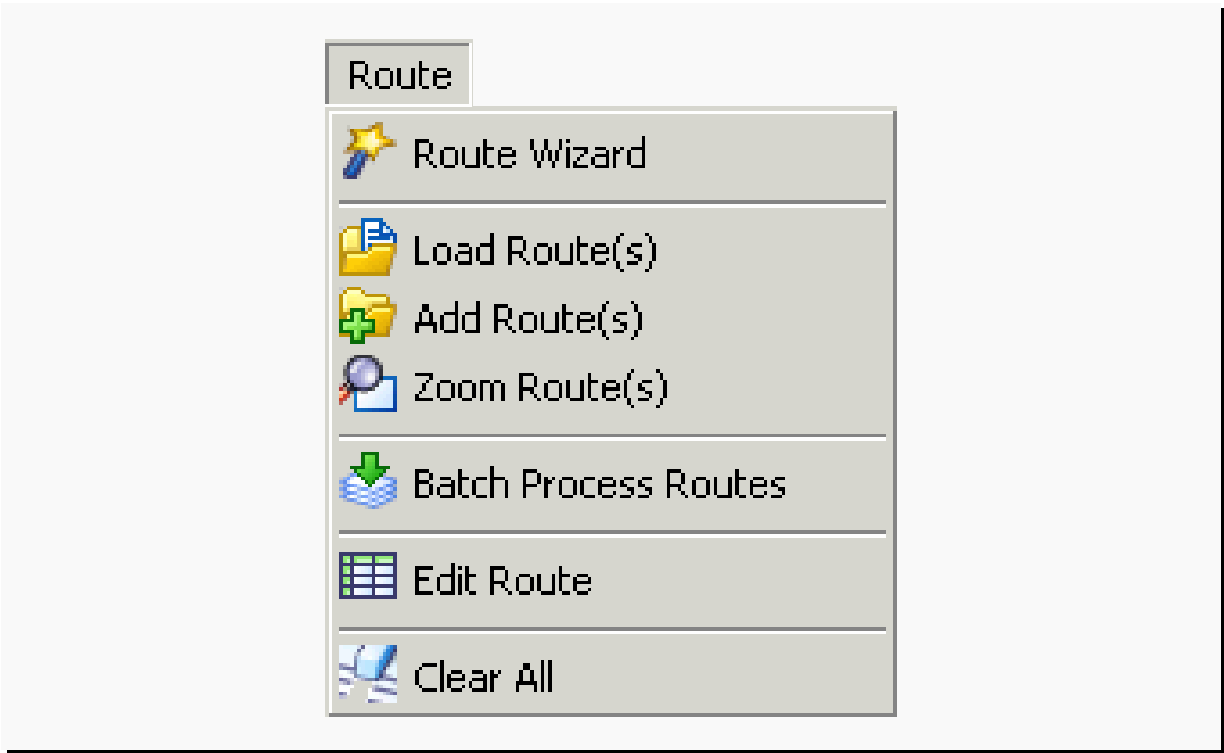 Route
Route Wizard
Load Route(s)
Add Route(s)
Zoom Route(s)
Batch Process Routes
Edit Route
Clear All